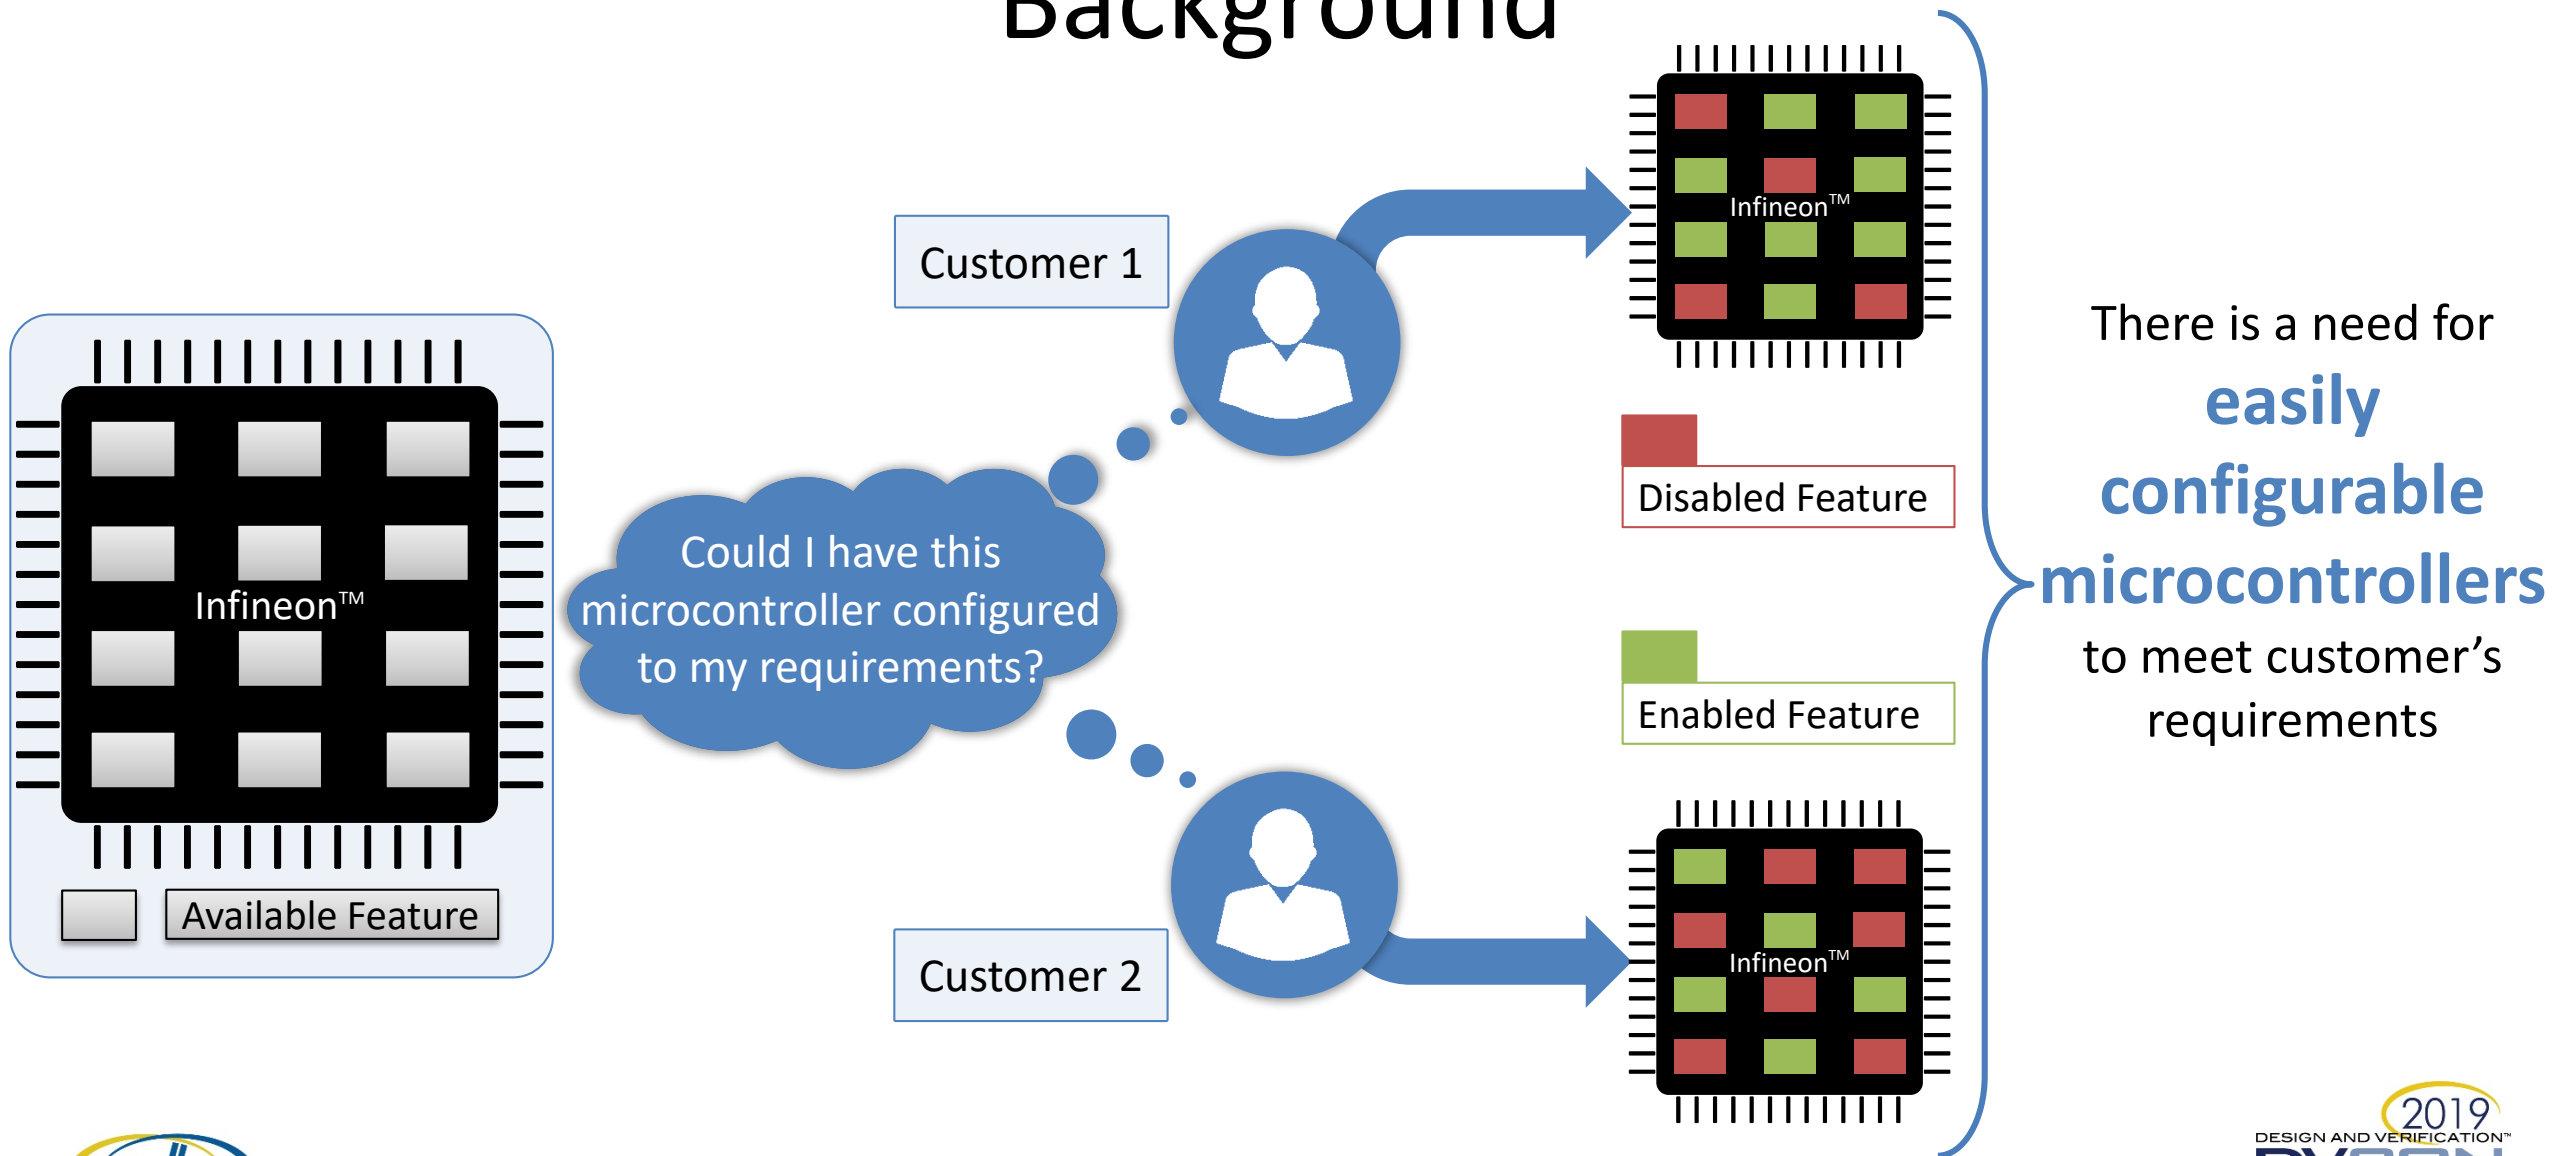 Background
Infineon™
Available Feature
Could I have this
microcontroller configured
to my requirements?
Customer 1
Customer 2
Infineon™
Disabled Feature
Enabled Feature
Infineon™
There is a need for
easily
configurable
microcontrollers
to meet customer’s
requirements
2019
DESIGN AND VERIFICATION™